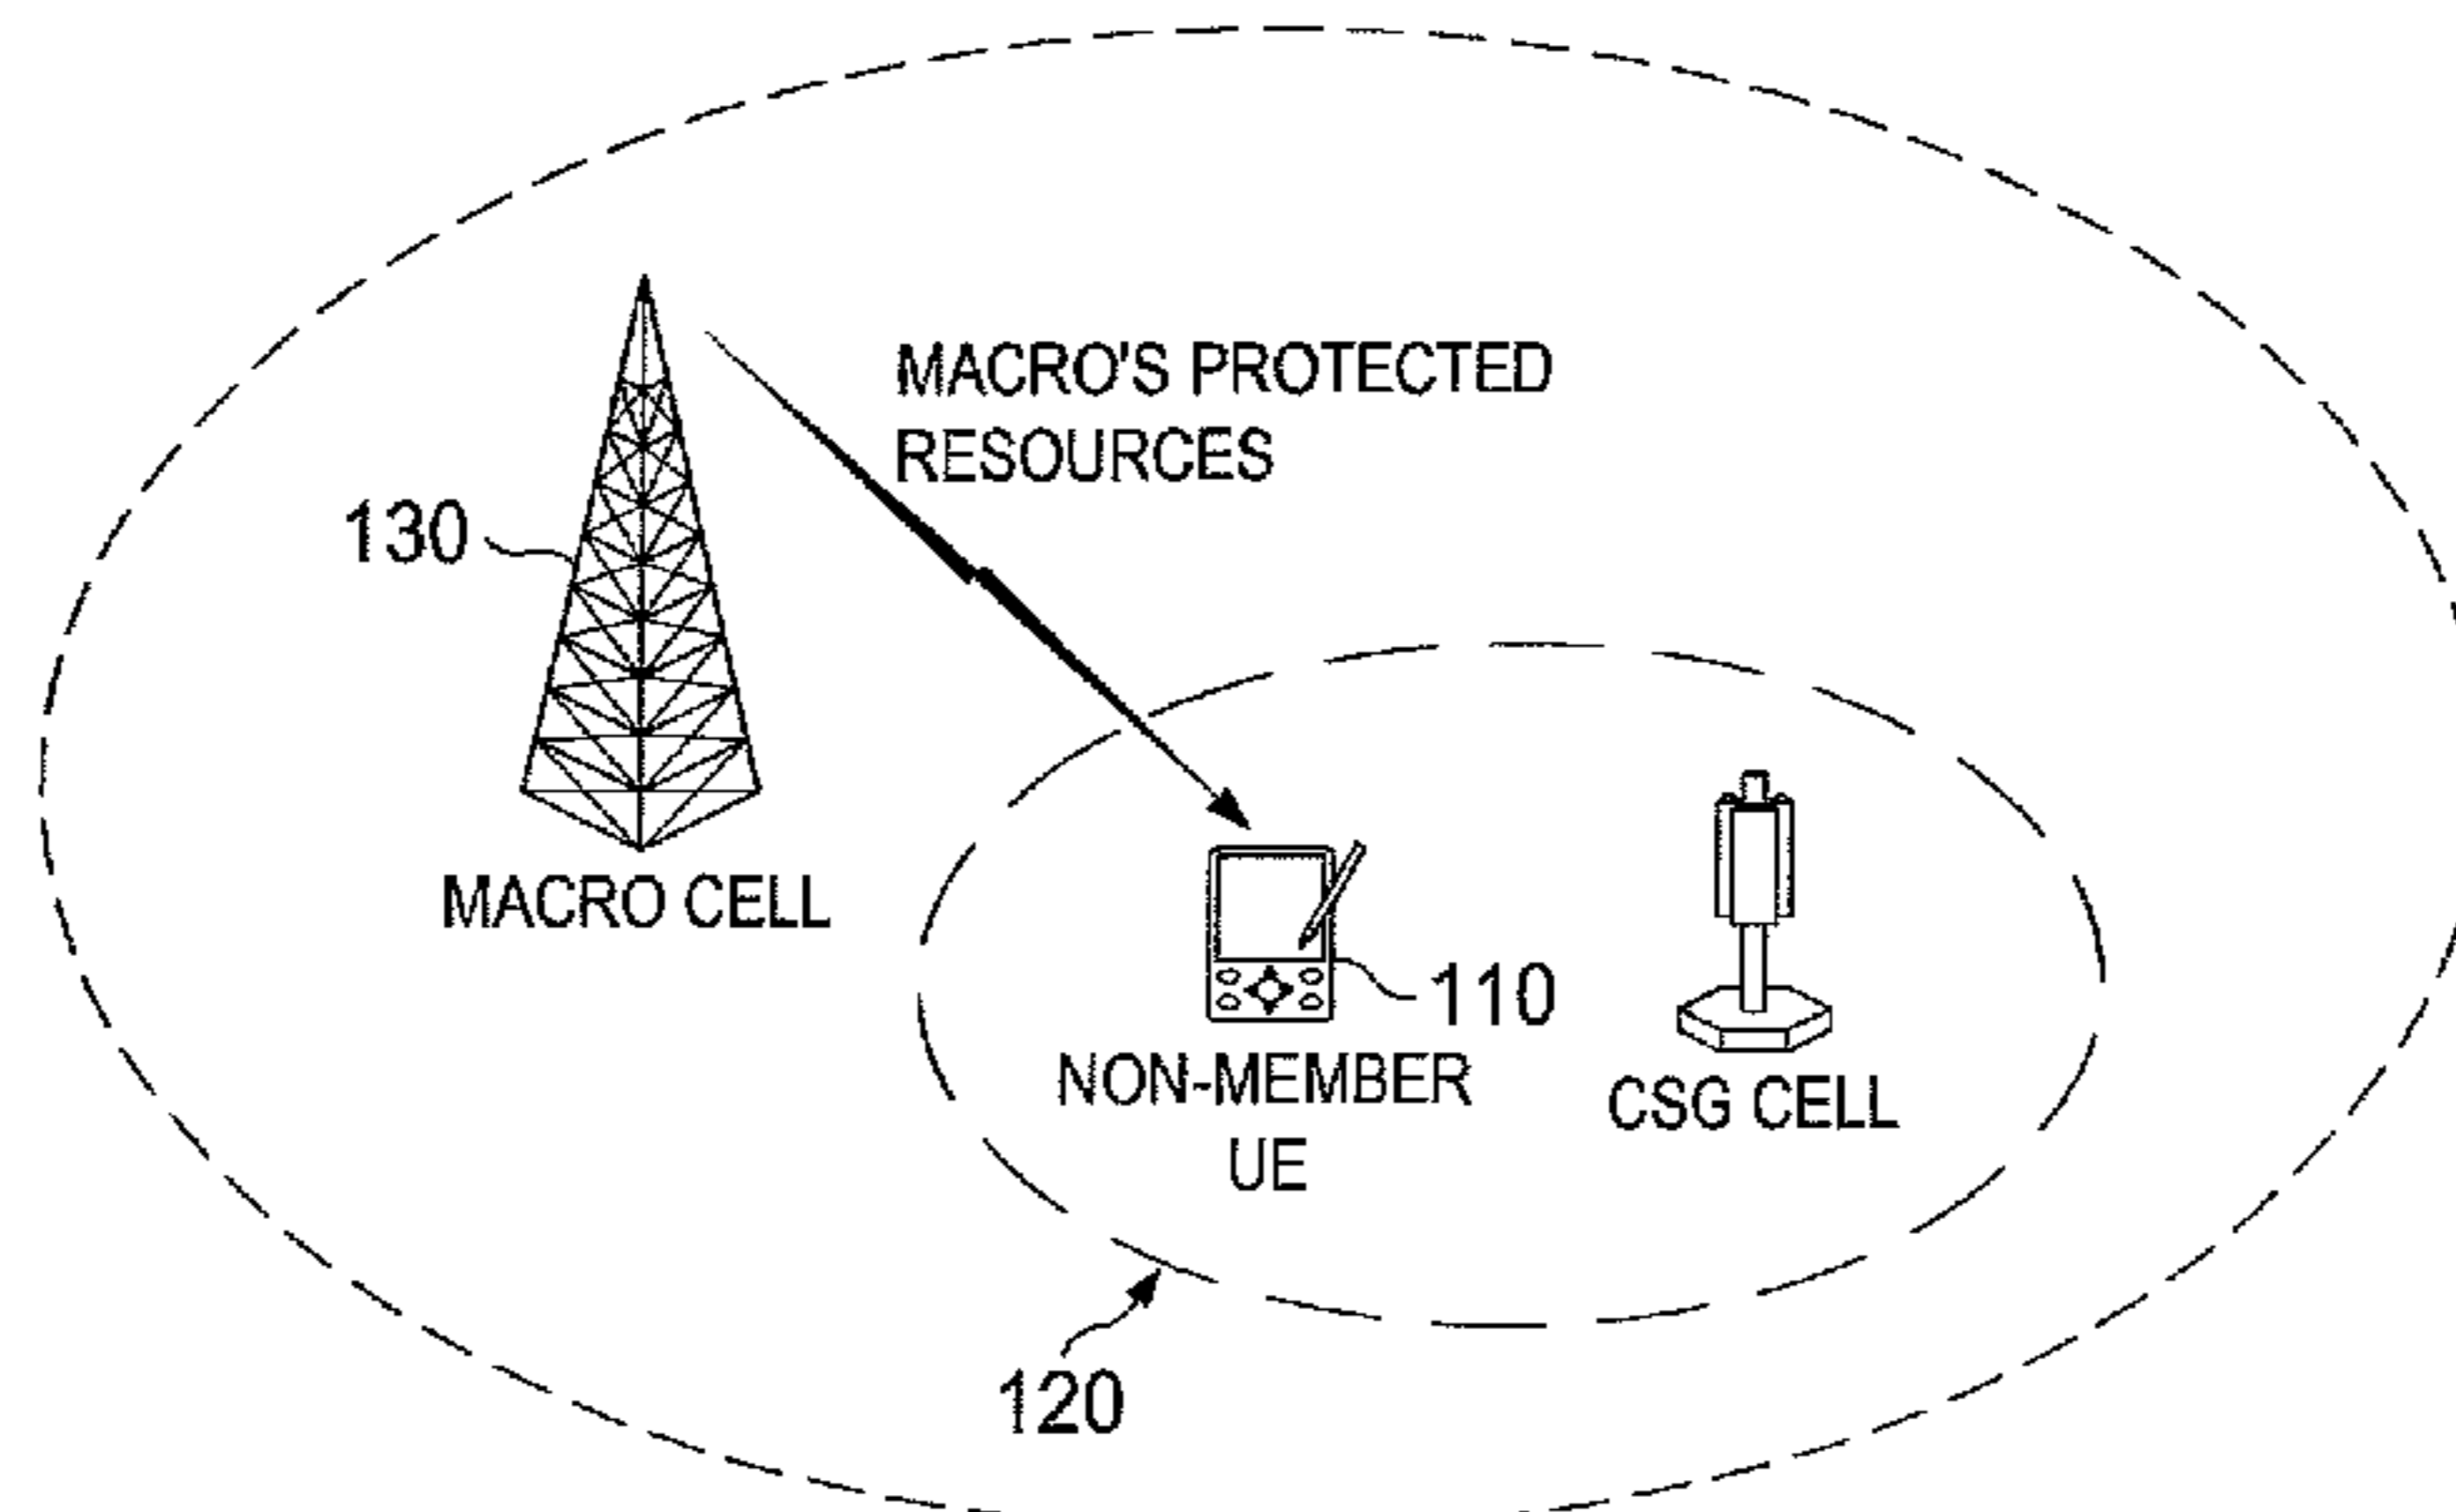 MACRO'S PROTECTED
RESOURCES
130
MACRO CELL
110
NON-MEMBER
UE
CSG CELL
120